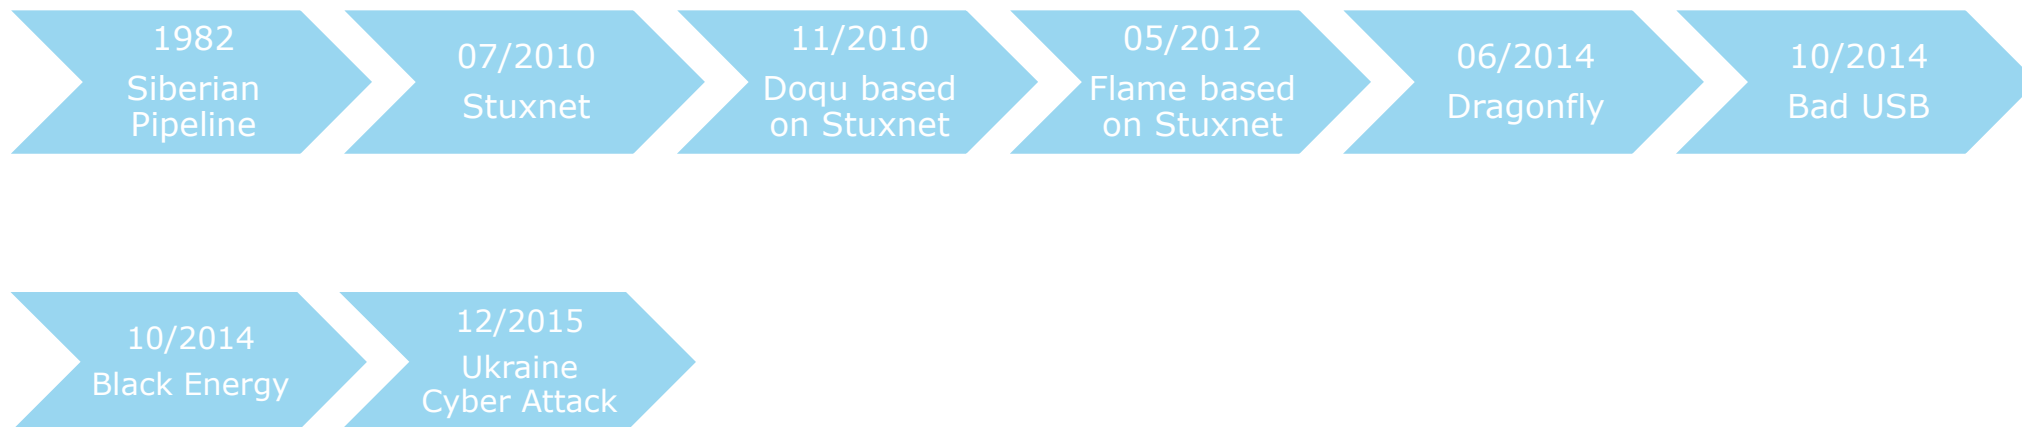 1982
Siberian
Pipeline
07/2010
Stuxnet
11/2010
Doqu based
on Stuxnet
05/2012
Flame based
on Stuxnet
06/2014
Dragonfly
10/2014
Bad USB
10/2014
Black Energy
12/2015
Ukraine
Cyber Attack